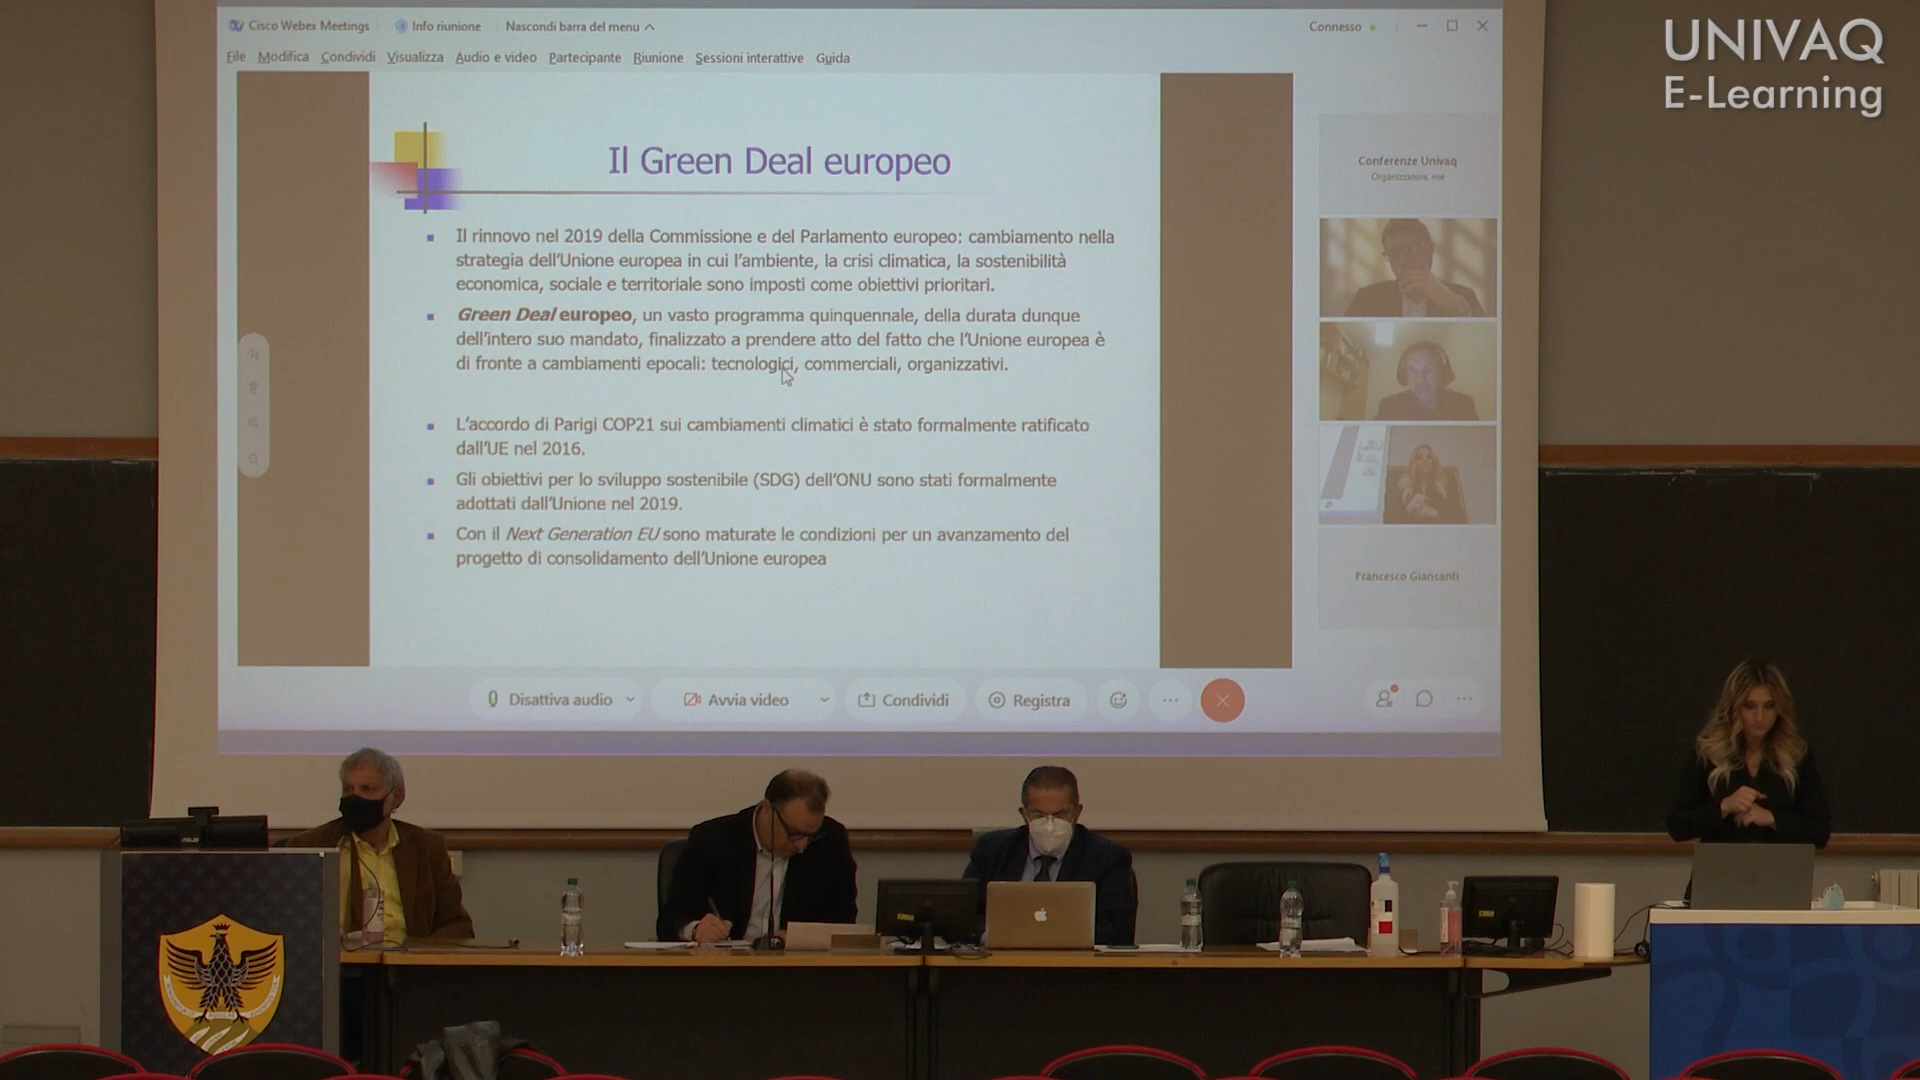 Cisco Webex Meetings
Info riunione
Nascondi barra del menu
Connesso
File Modifica Condividi Visualizza Audio e video Partecipante Riunione Sessioni interattive Guida
UNIVAQ
E-Learning
Il Green Deal europeo
Il rinnovo nel 2019 della Commissione e del Parlamento europeo: cambiamento nella
strategia dell'Unione europea in cui l'ambiente, la crisi climatica, la sostenibilità
economica, sociale e territoriale sono imposti come obiettivi prioritari.
Green Deal europeo, un vasto programma quinquennale, della durata dunque
dell'intero suo mandato, finalizzato a prendere atto del fatto che l'Unione europea è
di fronte a cambiamenti epocali: tecnologici, commerciali, organizzativi.
L'accordo di Parigi COP21 sui cambiamenti climatici è stato formalmente ratificato
dall'UE nel 2016.
Gli obiettivi per lo sviluppo sostenibile (SDG) dell'ONU sono stati formalmente
adottati dall'Unione nel 2019.
Con il Next Generation EU sono maturate le condizioni per un avanzamento del
progetto di consolidamento dell'Unione europea
Conferenze Univaq
Organizzatore, me
Francesco Giansanti
Disattiva audio
Avvia video
Condividi
Registra
ASUS